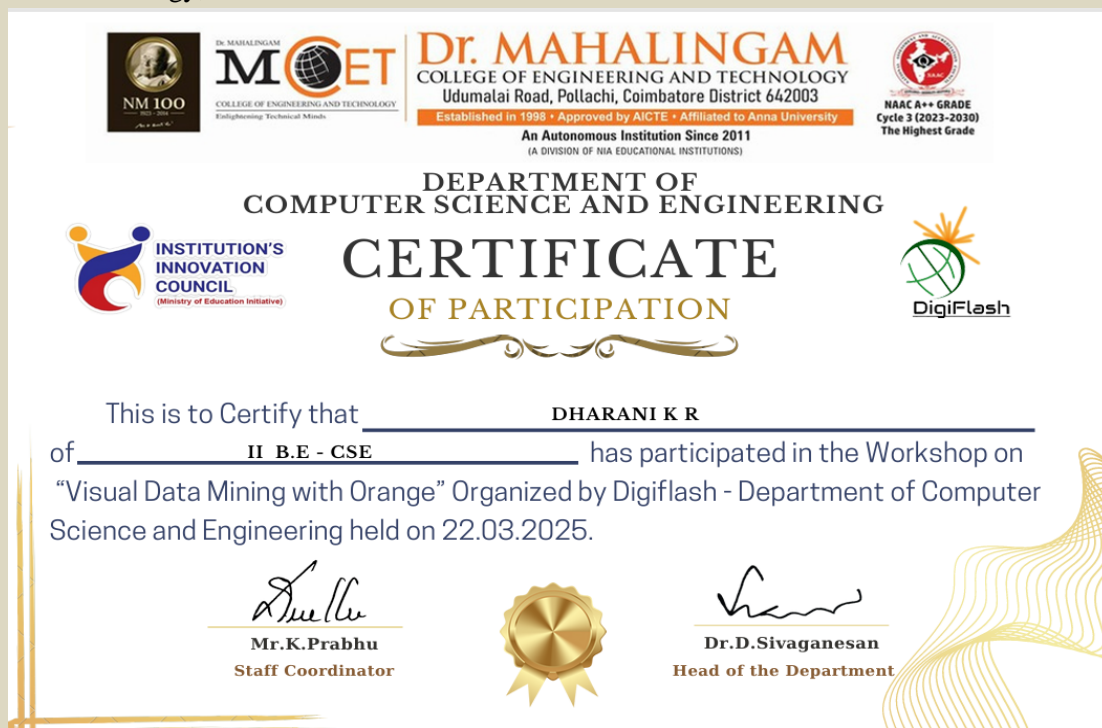 NM 100
1923 - 2014
Dr. MAHALINGAM
MCET
COLLEGE OF ENGINEERING AND TECHNOLOGY
Enlightening Technical Minds
Dr. MAHALINGAM
COLLEGE OF ENGINEERING AND TECHNOLOGY
Udumalai Road, Pollachi, Coimbatore District 642003
Established in 1998 • Approved by AICTE • Affiliated to Anna University
An Autonomous Institution Since 2011
(A DIVISION OF NIA EDUCATIONAL INSTITUTIONS)
NAAC
NAAC A++ GRADE
Cycle 3 (2023-2030)
The Highest Grade
DEPARTMENT OF
COMPUTER SCIENCE AND ENGINEERING
INSTITUTION'S
INNOVATION
COUNCIL
(Ministry of Education Initiative)
CERTIFICATE
OF PARTICIPATION
DigiFlash
This is to Certify that DHARANI K R
of II B.E - CSE has participated in the Workshop on
“Visual Data Mining with Orange” Organized by Digiflash - Department of Computer
Science and Engineering held on 22.03.2025.
Mr.K.Prabhu
Staff Coordinator
Dr.D.Sivaganesan
Head of the Department